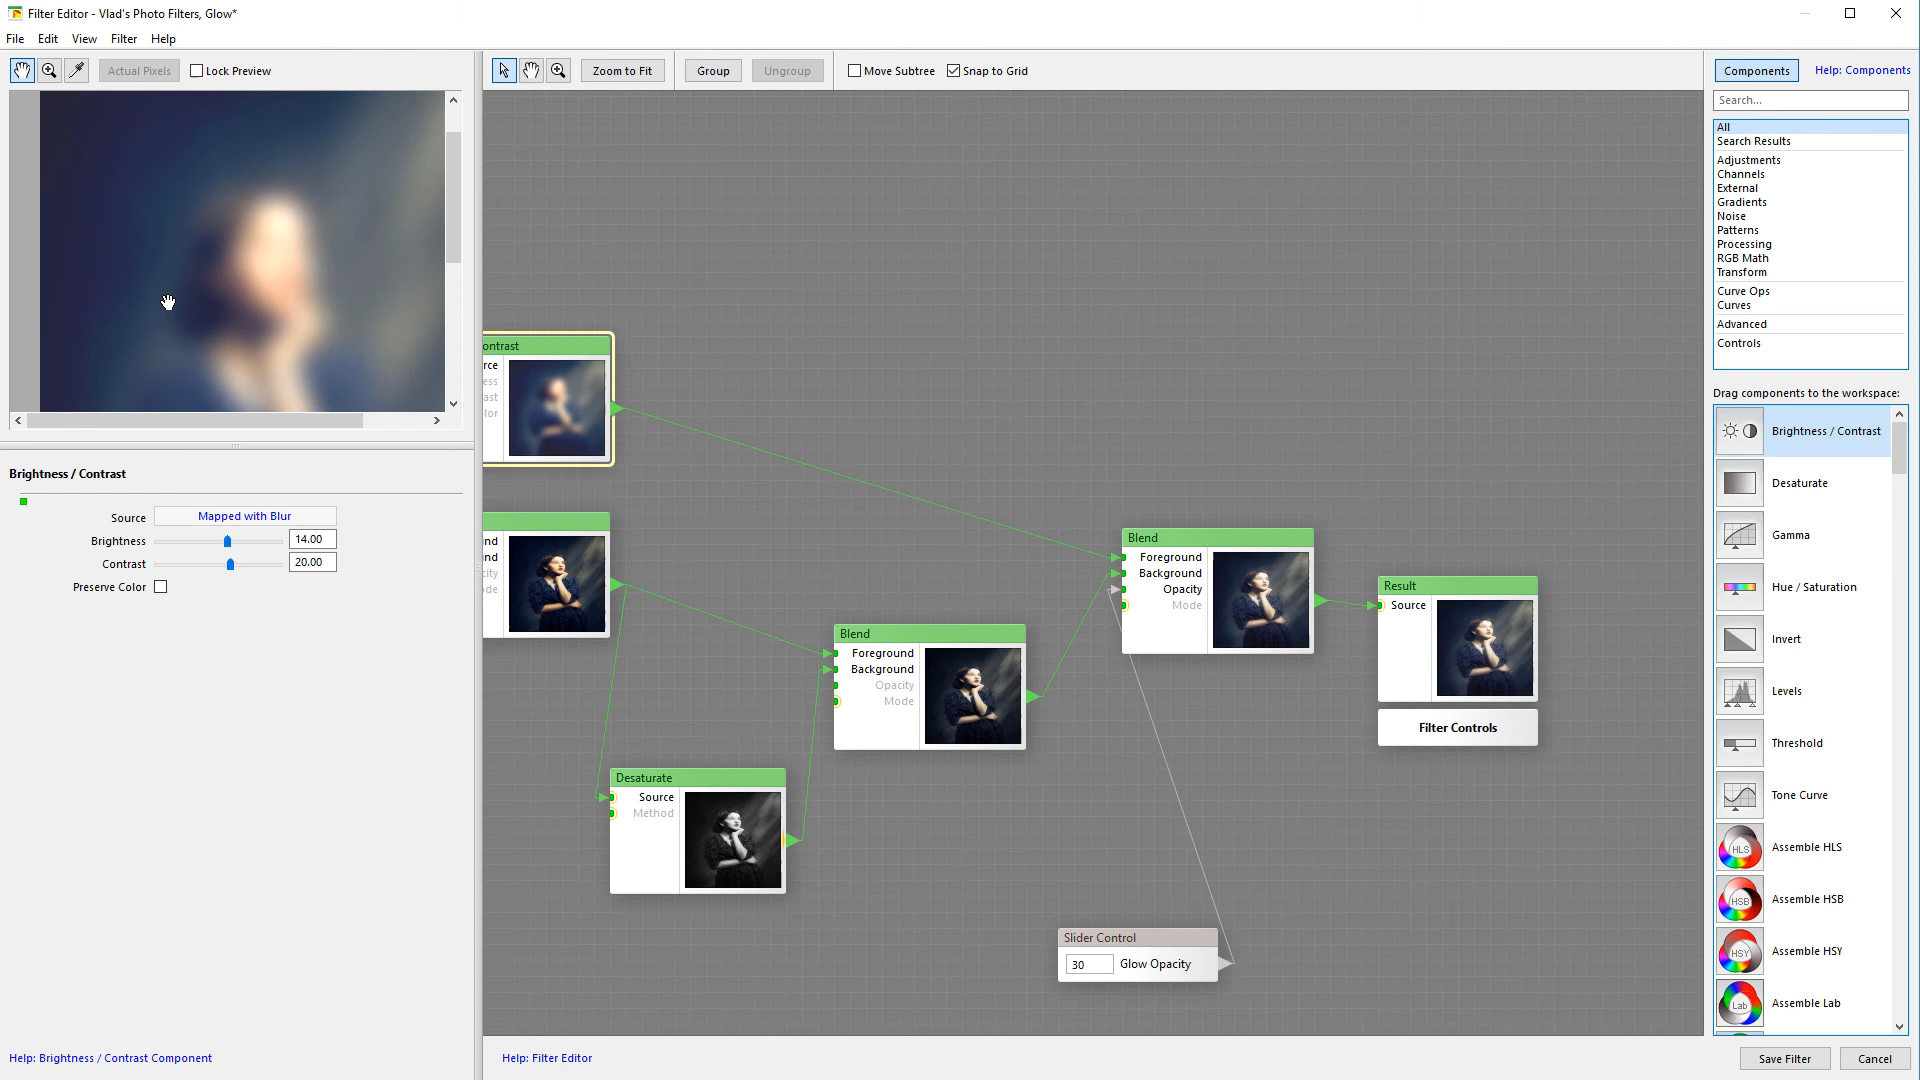 Filter Editor - Vlad's Photo Filters, Glow*
File Edit View Filter Help
Actual Pixels
Lock Preview
Zoom to Fit
Group
Ungroup
Move Subtree
Snap to Grid
Components
Help: Components
Search...
All
Search Results
Adjustments
Channels
External
Gradients
Noise
Patterns
Processing
RGB Math
Transform
Curve Ops
Curves
Advanced
Controls
Drag components to the workspace:
Brightness / Contrast
Desaturate
Gamma
Hue / Saturation
Invert
Levels
Threshold
Tone Curve
HLS
Assemble HLS
HSB
Assemble HSB
HSY
Assemble HSY
Lab
Assemble Lab
Brightness / Contrast
Source
Mapped with Blur
Brightness
14.00
Contrast
20.00
Preserve Color
ontrast
rce
ess
ast
lor
nd
nd
city
ode
Desaturate
Source
Method
Blend
Foreground
Background
Opacity
Mode
Blend
Foreground
Background
Opacity
Mode
Result
Source
Filter Controls
Slider Control
30
Glow Opacity
Help: Brightness / Contrast Component
Help: Filter Editor
Save Filter
Cancel